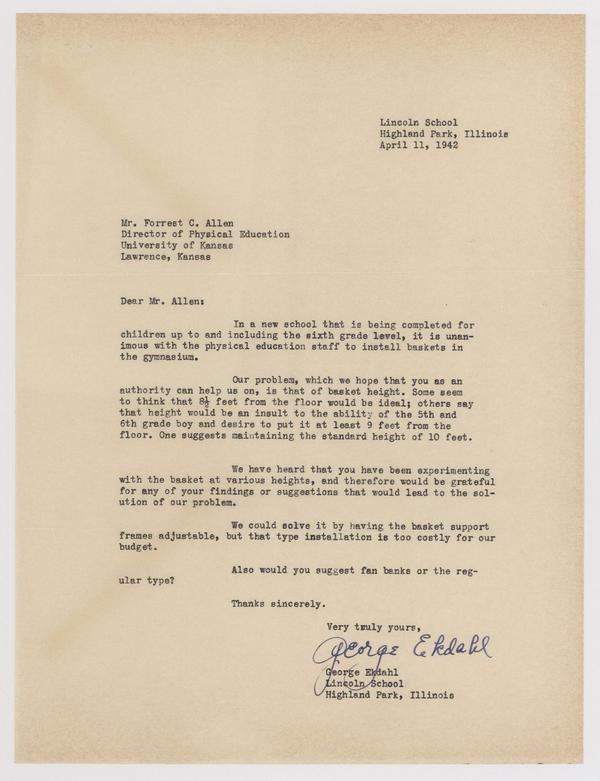 Lincoln School
Highland Park, Illinois
April 11, 1942
Mr. Forrest C. Allen
Director of Physical Education
University of Kansas
Lawrence, Kansas
Dear Mr. Allen:
In a new school that is being completed for
children up to and including the sixth grade level, it is unan-
imous with the physical education staff to install baskets in
the gymnasium.
Our problem, which we hope that you as an
authority can help us on, is that of basket height. Some seem
to think that 8½ feet from the floor would be ideal; others say
that height would be an insult to the ability of the 5th and
6th grade boy and desire to put it at least 9 feet from the
floor. One suggests maintaining the standard height of 10 feet.
We have heard that you have been experimenting
with the basket at various heights, and therefore would be grateful
for any of your findings or suggestions that would lead to the sol-
ution of our problem.
We could solve it by having the basket support
frames adjustable, but that type installation is too costly for our
budget.
Also would you suggest fan banks or the reg-
ular type?
Thanks sincerely.
Very truly yours,
George Ekdahl
George Ekdahl
Lincoln School
Highland Park, Illinois